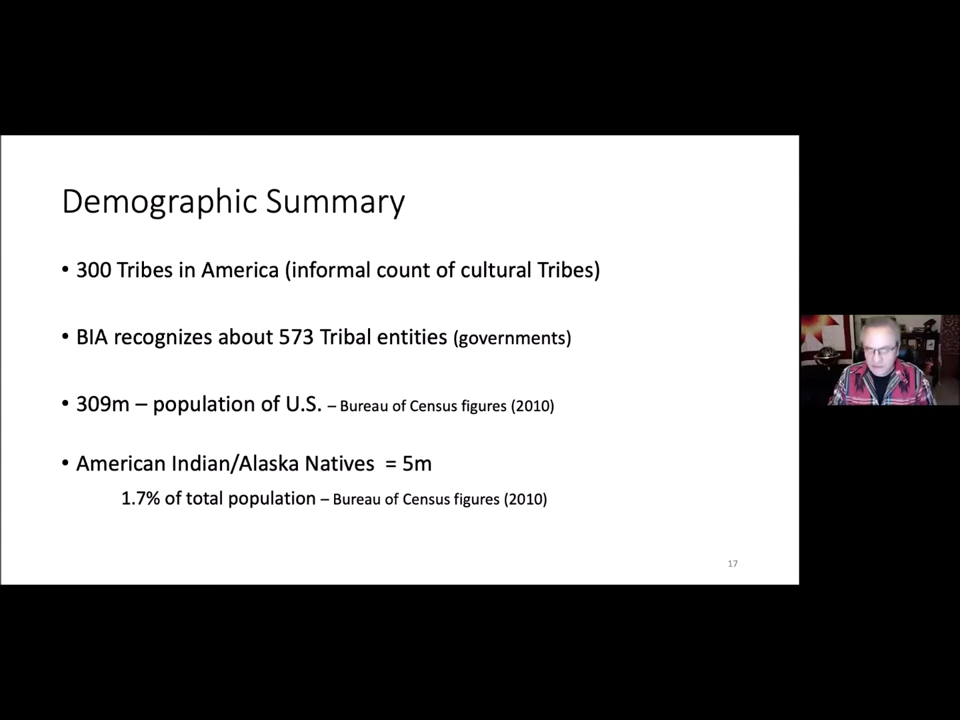 Demographic Summary
• 300 Tribes in America (informal count of cultural Tribes)
• BIA recognizes about 573 Tribal entities (governments)
• 309m – population of U.S. – Bureau of Census figures (2010)
• American Indian/Alaska Natives = 5m
1.7% of total population – Bureau of Census figures (2010)
17